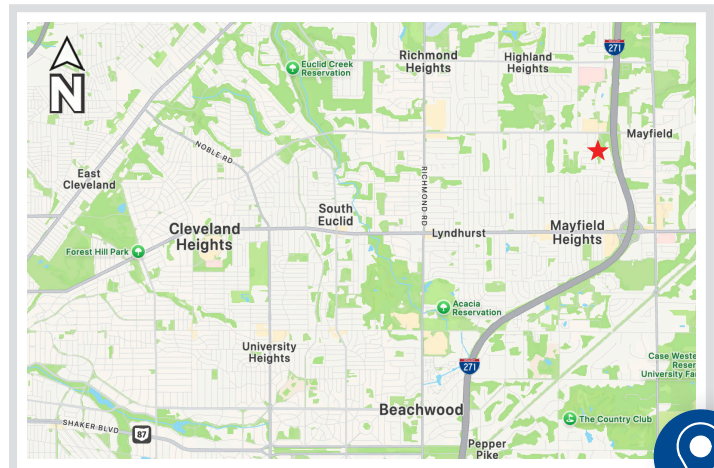 N
271
Richmond
Heights
Highland
Heights
Euclid Creek
Reservation
Mayfield
NOBLE RD
East
Cleveland
RICHMOND RD
South
Euclid
Cleveland
Heights
Lyndhurst
Mayfield
Heights
Forest Hill Park
Acacia
Reservation
University
Heights
271
Case Weste
Reser
University Fa
Beachwood
The Country Club
SHAKER BLVD
87
Pepper
Pike